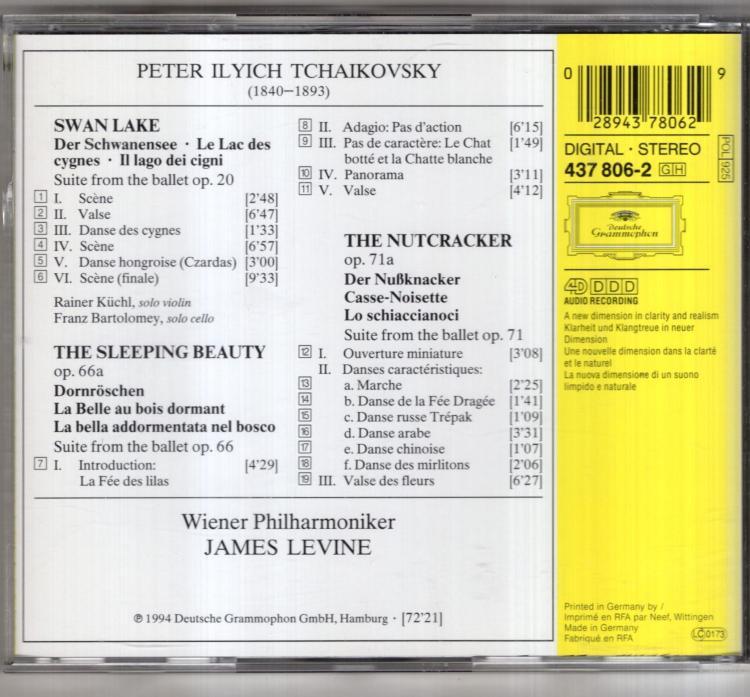 PETER ILYICH TCHAIKOVSKY
(1840–1893)
SWAN LAKE
Der Schwanensee · Le Lac des
cygnes · Il lago dei cigni
Suite from the ballet op. 20
1 I. Scène [2'48]
2 II. Valse [6'47]
3 III. Danse des cygnes [1'33]
4 IV. Scène [6'57]
5 V. Danse hongroise (Czardas) [3'00]
6 VI. Scène (finale) [9'33]
Rainer Küchl, solo violin
Franz Bartolomey, solo cello
THE SLEEPING BEAUTY
op. 66a
Dornröschen
La Belle au bois dormant
La bella addormentata nel bosco
Suite from the ballet op. 66
7 I. Introduction: [4'29]
La Fée des lilas
8 II. Adagio: Pas d'action [6'15]
9 III. Pas de caractère: Le Chat [1'49]
botté et la Chatte blanche
10 IV. Panorama [3'11]
11 V. Valse [4'12]
THE NUTCRACKER
op. 71a
Der Nußknacker
Casse-Noisette
Lo schiaccianoci
Suite from the ballet op. 71
12 I. Ouverture miniature [3'08]
II. Danses caractéristiques:
13 a. Marche [2'25]
14 b. Danse de la Fée Dragée [1'41]
15 c. Danse russe Trépak [1'09]
16 d. Danse arabe [3'31]
17 e. Danse chinoise [1'07]
18 f. Danse des mirlitons [2'06]
19 III. Valse des fleurs [6'27]
Wiener Philharmoniker
JAMES LEVINE
℗ 1994 Deutsche Grammophon GmbH, Hamburg · [72'21]
0 28943 78062 9
DIGITAL · STEREO
437 806-2 GH
POL 925
Deutsche
Grammophon
4D DDD
AUDIO RECORDING
A new dimension in clarity and realism
Klarheit und Klangtreue in neuer
Dimension
Une nouvelle dimension dans la clarté
et le naturel
La nuova dimensione di un suono
limpido e naturale
Printed in Germany by /
Imprimé en RFA par Neef, Wittingen
Made in Germany
Fabriqué en RFA
LC 0173